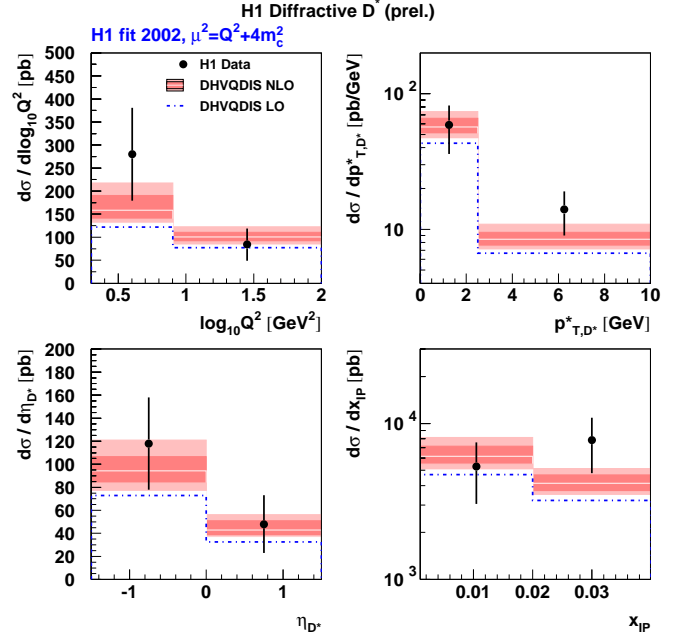 H1 Diffractive D* (prel.)
H1 fit 2002, μ²=Q²+4m²c
dσ / dlog₁₀Q² [pb]
500
450
400
350
300
250
200
150
100
50
0
H1 Data
DHVQDIS NLO
DHVQDIS LO
0.5 1 1.5 2
log₁₀Q² [GeV²]
dσ / dp*T,D* [pb/GeV]
10²
10
0 2 4 6 8 10
p*T,D* [GeV]
dσ / dηD* [pb]
200
180
160
140
120
100
80
60
40
20
0
-1 0 1
ηD*
dσ / dxIP [pb]
10⁴
10³
0.01 0.02 0.03
xIP